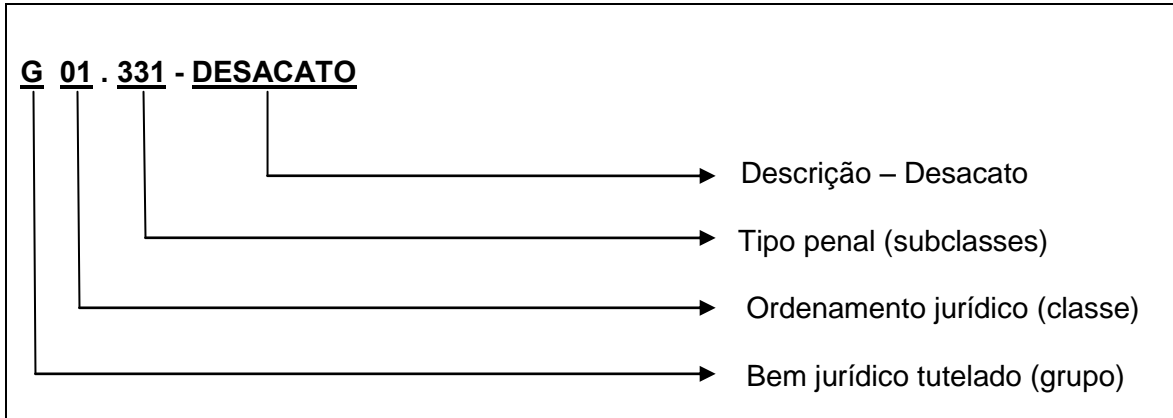 G 01 . 331 - DESACATO
Descrição – Desacato
Tipo penal (subclasses)
Ordenamento jurídico (classe)
Bem jurídico tutelado (grupo)